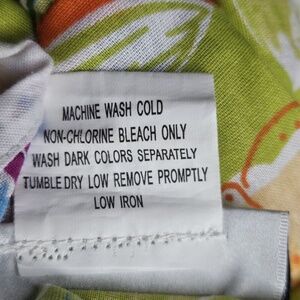 MACHINE WASH COLD
NON-CHLORINE BLEACH ONLY
WASH DARK COLORS SEPARATELY
TUMBLE DRY LOW REMOVE PROMPTLY
LOW IRON